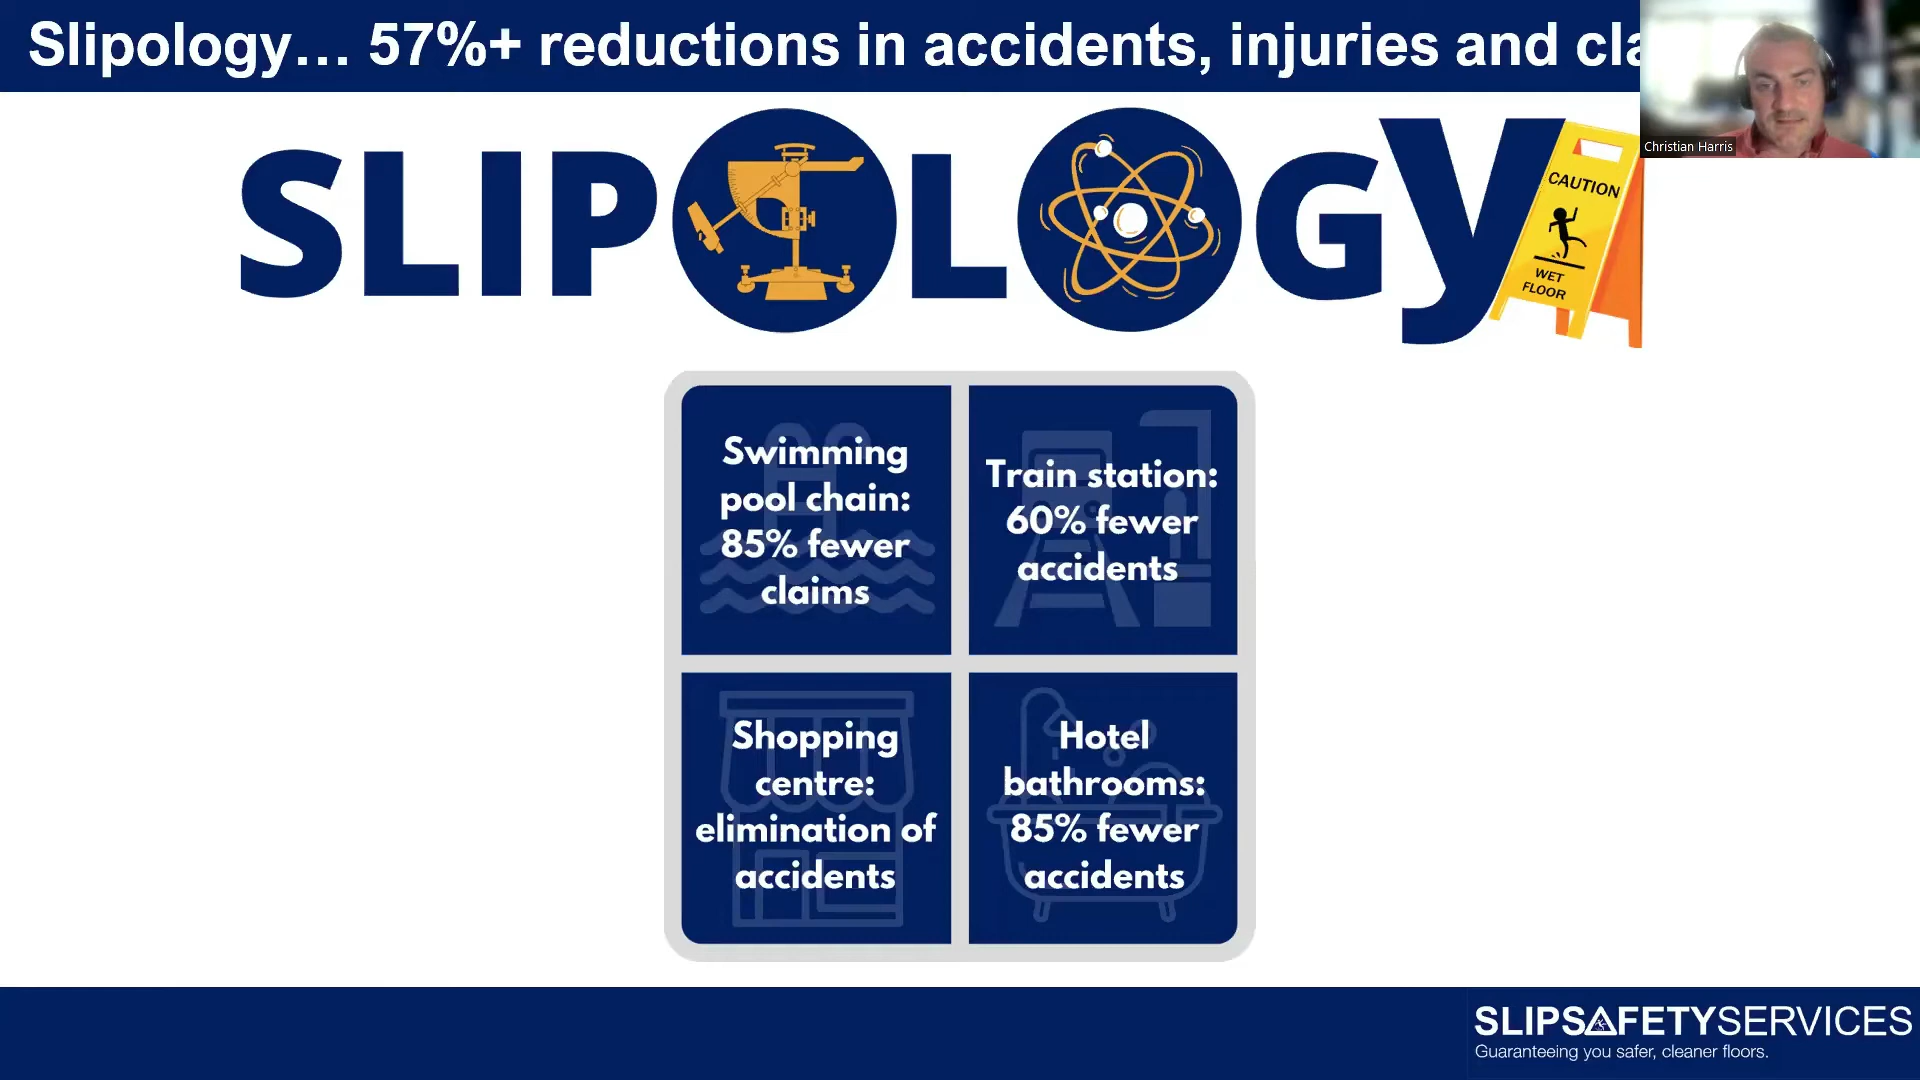 Slipology… 57%+ reductions in accidents, injuries and cla
Christian Harris
SLIPOLOGY
CAUTION
WET
FLOOR
Swimming
pool chain:
85% fewer
claims
Train station:
60% fewer
accidents
Shopping
centre:
elimination of
accidents
Hotel
bathrooms:
85% fewer
accidents
SLIPSAFETYSERVICES
Guaranteeing you safer, cleaner floors.